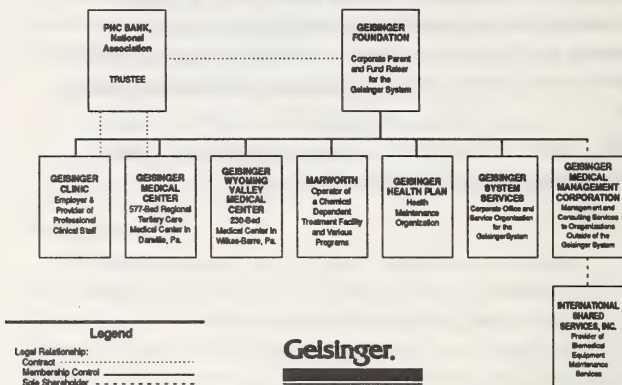 PNC BANK,
National
Association
TRUSTEE
GEISINGER
FOUNDATION
Corporate Parent
and Fund Raiser
for the
Geisinger System
GEISINGER
CLINIC
Employer &
Provider of
Professional
Clinical Staff
GEISINGER
MEDICAL
CENTER
577-Bed Regional
Tertiary Care
Medical Center in
Danville, Pa.
GEISINGER
WYOMING
VALLEY
MEDICAL
CENTER
230-Bed
Medical Center in
Wilkes-Barre, Pa.
MARWORTH
Operator of
a Chemical
Dependent
Treatment Facility
and Various
Programs
GEISINGER
HEALTH PLAN
Health
Maintenance
Organization
GEISINGER
SYSTEM
SERVICES
Corporate Office and
Service Organization
for the
GeisingerSystem
GEISINGER
MEDICAL
MANAGEMENT
CORPORATION
Management and
Consulting Services
to Oraganizations
Outside of the
Geisinger System
INTERNATIONAL
SHARED
SERVICES, INC.
Provider of
Biomedical
Equipment
Maintenance
Services
Legend
Legal Relationship:
Contract
Membership Control
Sole Shareholder
Geisinger.